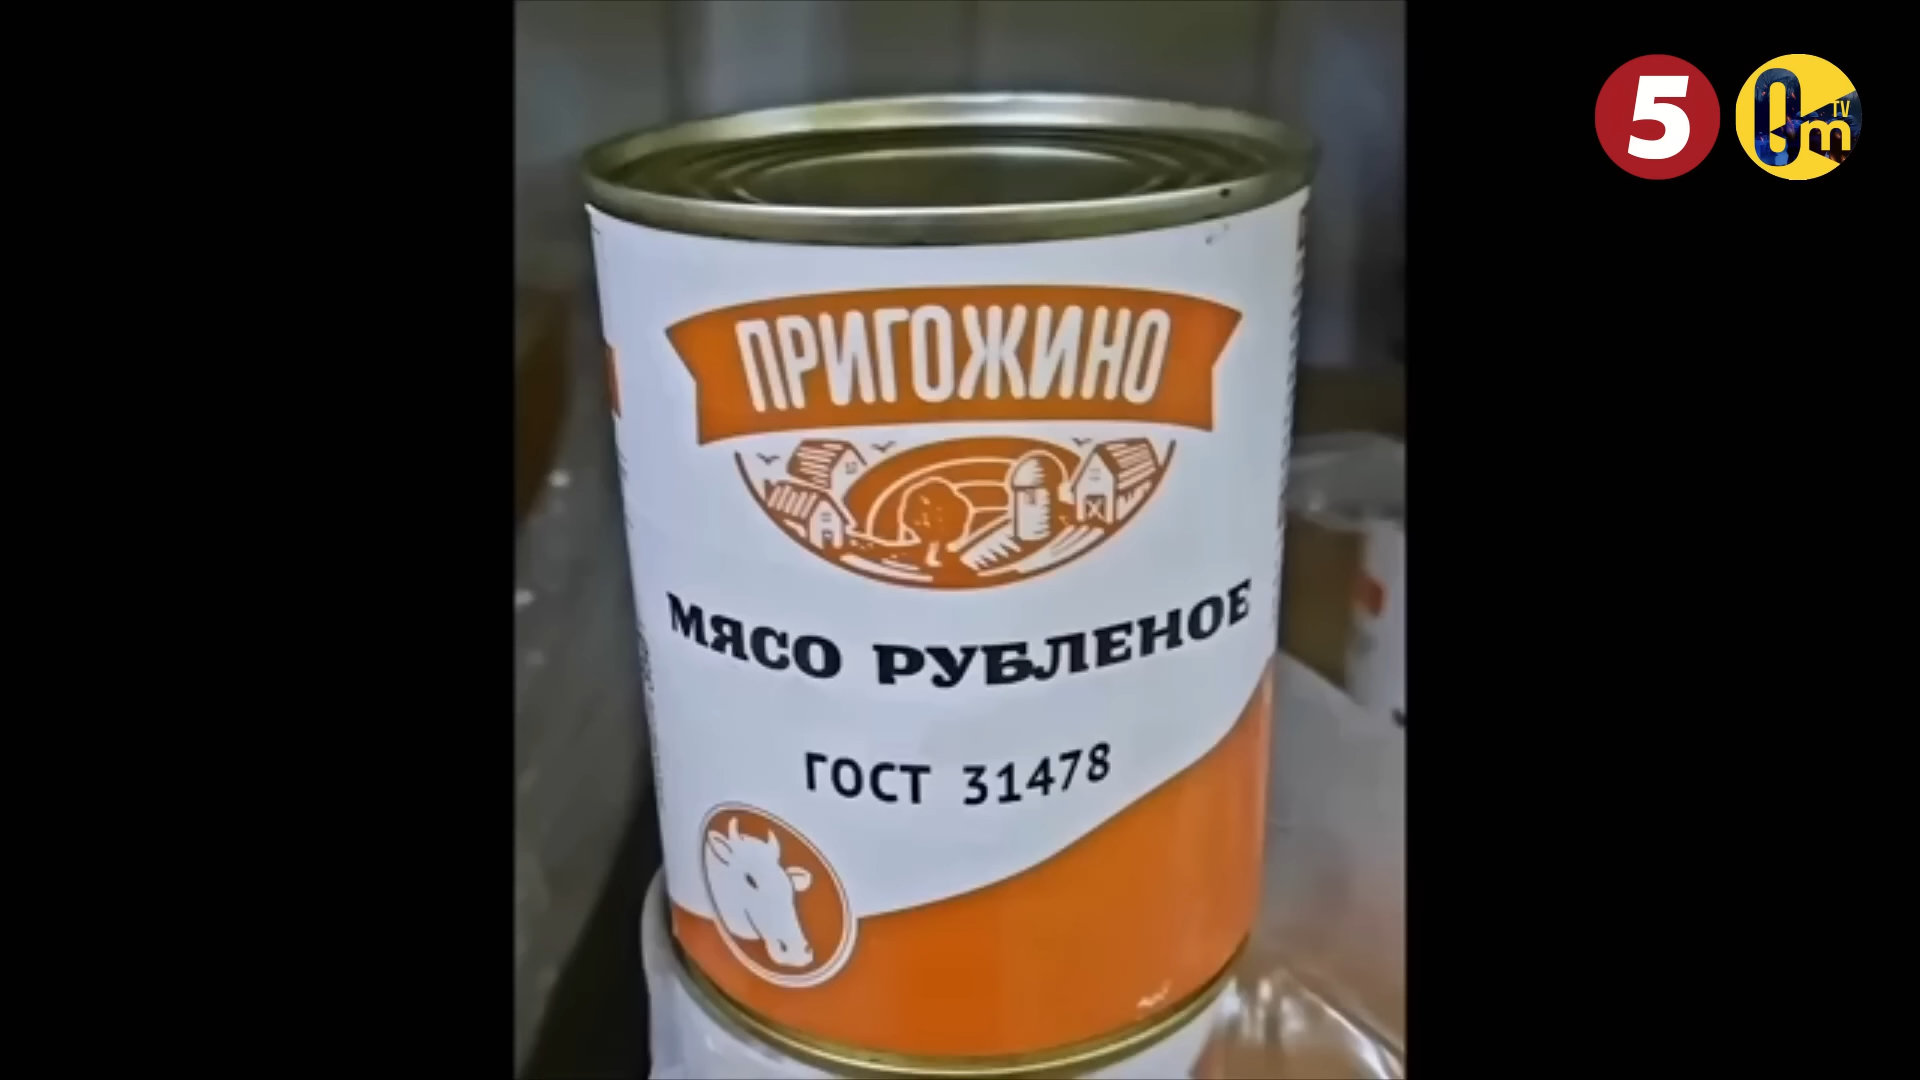 ПРИГОЖИНО
МЯСО РУБЛЕНОЕ
ГОСТ 31478
5
TV
m